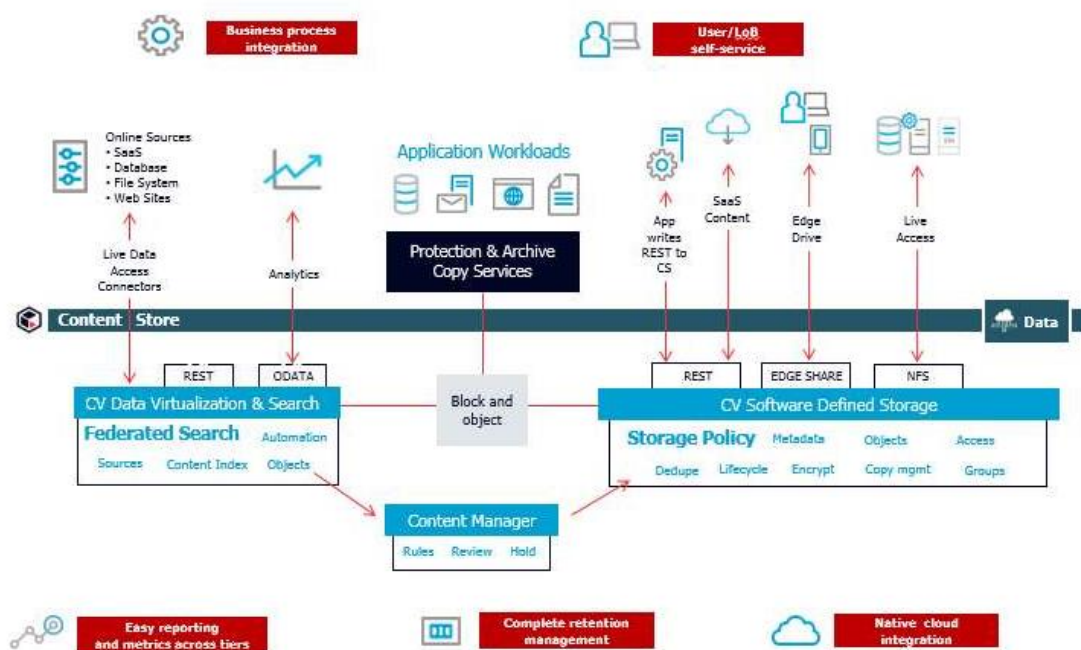 Business process
integration
User/LoB
self-service
Online Sources
• SaaS
• Database
• File System
• Web Sites
Application Workloads
Protection & Archive
Copy Services
Live Data
Access
Connectors
Analytics
App
writes
REST to
CS
SaaS
Content
Edge
Drive
Live
Access
Content Store
Data
REST
ODATA
CV Data Virtualization & Search
Federated Search
Automation
Sources
Content Index
Objects
Block and
object
REST
EDGE SHARE
NFS
CV Software Defined Storage
Storage Policy
Metadata
Objects
Access
Dedupe
Lifecycle
Encrypt
Copy mgmt
Groups
Content Manager
Rules
Review
Hold
Easy reporting
and metrics across tiers
Complete retention
management
Native cloud
integration